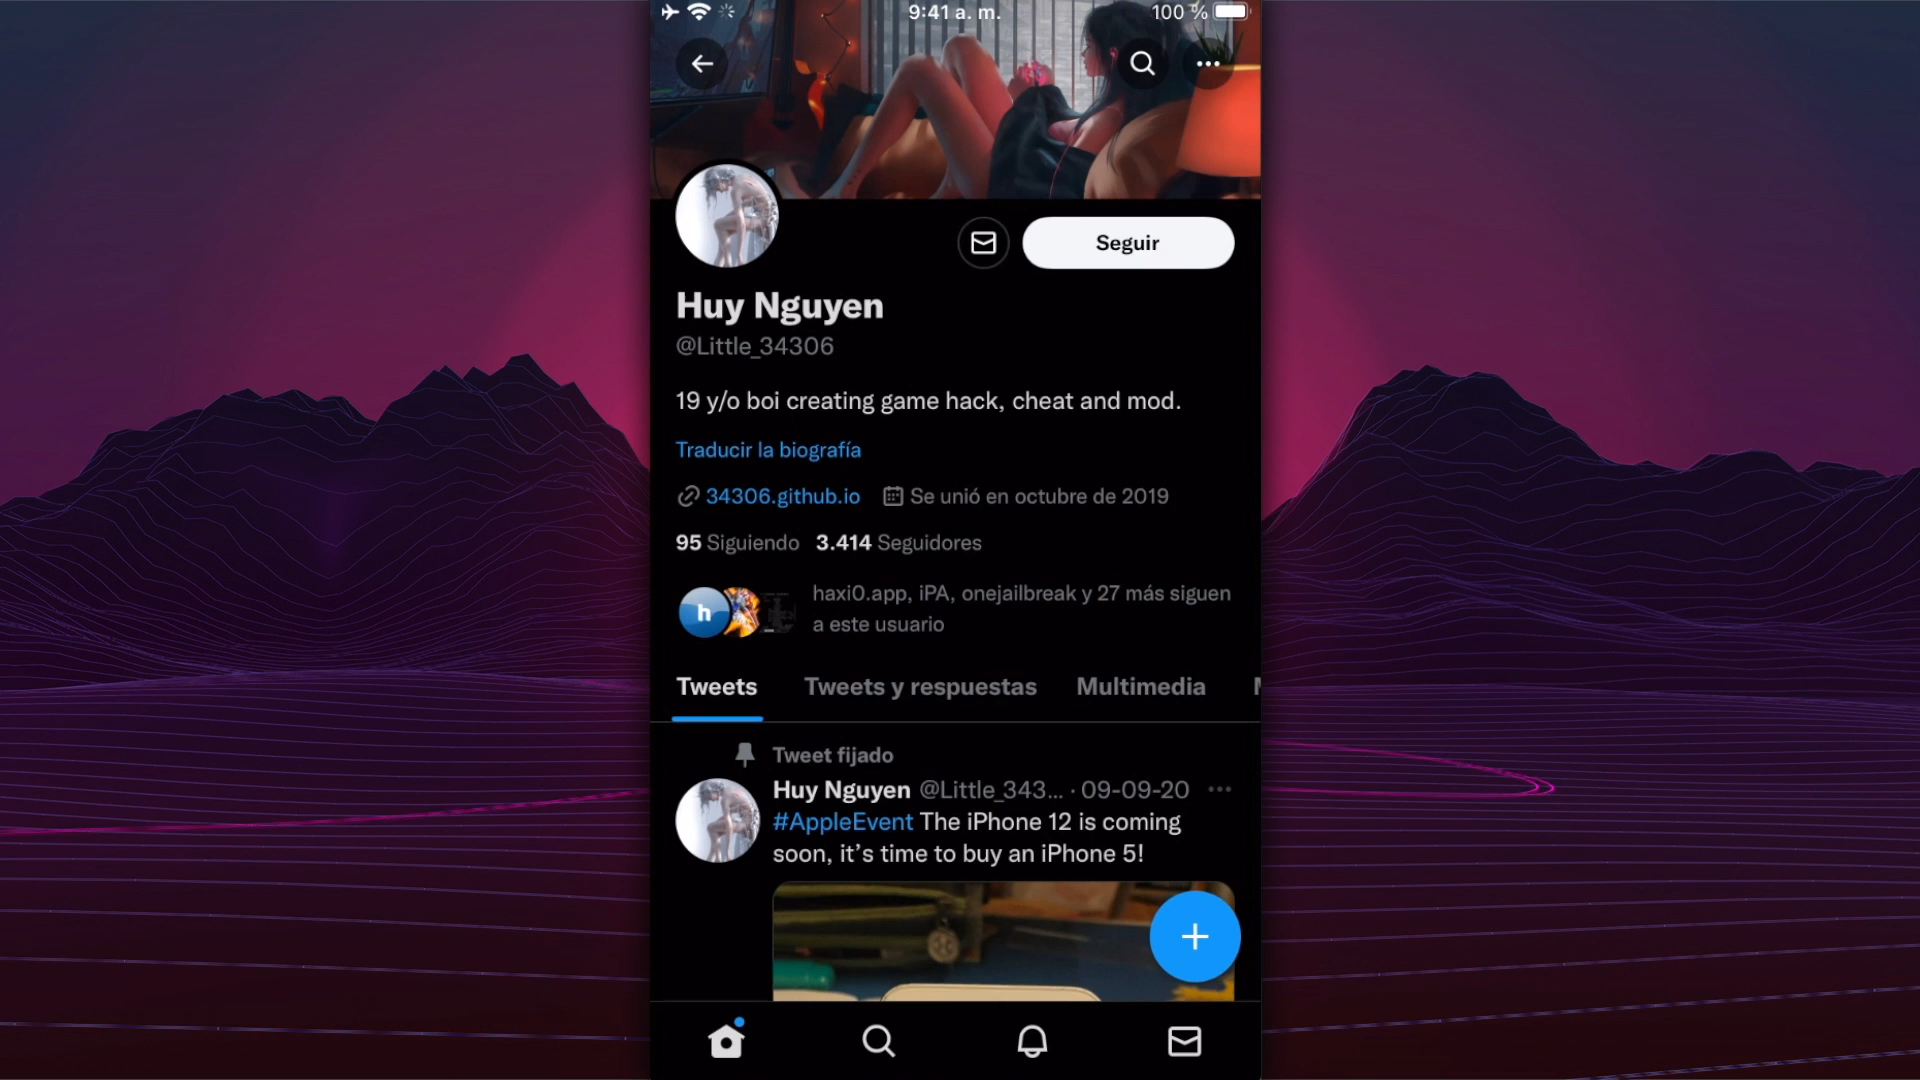 9:41 a. m.
100 %
Seguir
Huy Nguyen
@Little_34306
19 y/o boi creating game hack, cheat and mod.
Traducir la biografía
34306.github.io Se unió en octubre de 2019
95 Siguiendo 3.414 Seguidores
h
haxi0.app, iPA, onejailbreak y 27 más siguen
a este usuario
Tweets Tweets y respuestas Multimedia
Tweet fijado
Huy Nguyen @Little_343... · 09-09-20
#AppleEvent The iPhone 12 is coming
soon, it’s time to buy an iPhone 5!